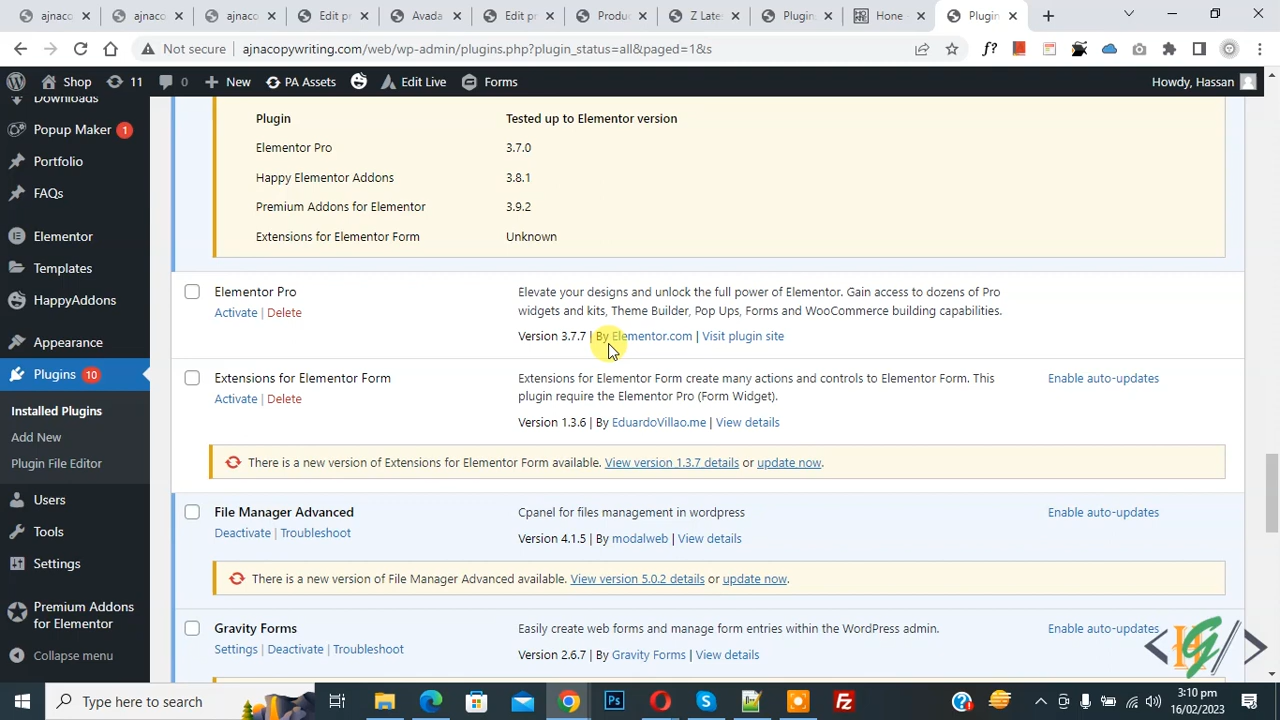 ajnaco
ajnaco
ajnaco
Edit p
Avada
Edit p
Produ
Z Late
Plugin
Home
Plugin
Not secure
ajnacopywriting.com/web/wp-admin/plugins.php?plugin_status=all&paged=1&s
Shop
11
0
New
PA Assets
Edit Live
Forms
Howdy, Hassan
Downloads
Popup Maker 1
Portfolio
FAQs
Elementor
Templates
HappyAddons
Appearance
Plugins 10
Installed Plugins
Add New
Plugin File Editor
Users
Tools
Settings
Premium Addons
for Elementor
Collapse menu
Plugin Tested up to Elementor version
Elementor Pro 3.7.0
Happy Elementor Addons 3.8.1
Premium Addons for Elementor 3.9.2
Extensions for Elementor Form Unknown
Elementor Pro
Activate | Delete
Elevate your designs and unlock the full power of Elementor. Gain access to dozens of Pro
widgets and kits, Theme Builder, Pop Ups, Forms and WooCommerce building capabilities.
Version 3.7.7 | By Elementor.com | Visit plugin site
Extensions for Elementor Form
Activate | Delete
Extensions for Elementor Form create many actions and controls to Elementor Form. This
plugin require the Elementor Pro (Form Widget).
Version 1.3.6 | By EduardoVillao.me | View details
Enable auto-updates
There is a new version of Extensions for Elementor Form available. View version 1.3.7 details or update now.
File Manager Advanced
Deactivate | Troubleshoot
Cpanel for files management in wordpress
Version 4.1.5 | By modalweb | View details
Enable auto-updates
There is a new version of File Manager Advanced available. View version 5.0.2 details or update now.
Gravity Forms
Settings | Deactivate | Troubleshoot
Easily create web forms and manage form entries within the WordPress admin.
Version 2.6.7 | By Gravity Forms | View details
Enable auto-updates
Type here to search
3:10 pm
16/02/2023